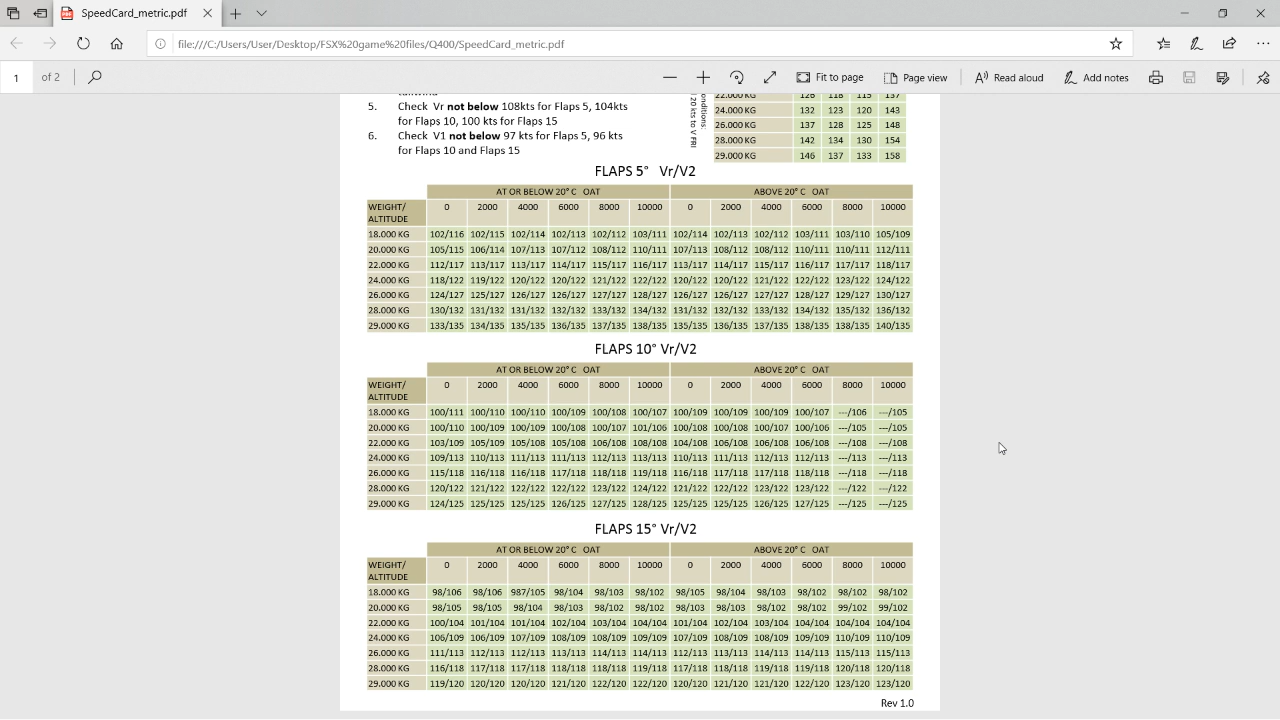 SpeedCard_metric.pdf
file:///C:/Users/User/Desktop/FSX%20game%20files/Q400/SpeedCard_metric.pdf
1 of 2 Fit to page Page view Read aloud Add notes
22.000 KG 126 118 115 137
5. Check Vr not below 108kts for Flaps 5, 104kts
for Flaps 10, 100 kts for Flaps 15
6. Check V1 not below 97 kts for Flaps 5, 96 kts
for Flaps 10 and Flaps 15
20 kts to V FRI
onditions:
24.000 KG 132 123 120 143
26.000 KG 137 128 125 148
28.000 KG 142 134 130 154
29.000 KG 146 137 133 158
FLAPS 5° Vr/V2
AT OR BELOW 20° C OAT ABOVE 20° C OAT
WEIGHT/ 0 2000 4000 6000 8000 10000 0 2000 4000 6000 8000 10000
ALTITUDE
18.000 KG 102/116 102/115 102/114 102/113 102/112 103/111 102/114 102/113 102/112 103/111 103/110 105/109
20.000 KG 105/115 106/114 107/113 107/112 108/112 110/111 107/113 108/112 108/112 110/111 110/111 112/111
22.000 KG 112/117 113/117 113/117 114/117 115/117 116/117 113/117 114/117 115/117 116/117 117/117 118/117
24.000 KG 118/122 119/122 120/122 120/122 121/122 122/122 120/122 120/122 121/122 122/122 123/122 124/122
26.000 KG 124/127 125/127 126/127 126/127 127/127 128/127 126/127 126/127 127/127 128/127 129/127 130/127
28.000 KG 130/132 131/132 131/132 132/132 133/132 134/132 131/132 132/132 133/132 134/132 135/132 136/132
29.000 KG 133/135 134/135 135/135 136/135 137/135 138/135 135/135 136/135 137/135 138/135 138/135 140/135
FLAPS 10° Vr/V2
AT OR BELOW 20° C OAT ABOVE 20° C OAT
WEIGHT/ 0 2000 4000 6000 8000 10000 0 2000 4000 6000 8000 10000
ALTITUDE
18.000 KG 100/111 100/110 100/110 100/109 100/108 100/107 100/109 100/109 100/109 100/107 ---/106 ---/105
20.000 KG 100/110 100/109 100/109 100/108 100/107 101/106 100/108 100/108 100/107 100/106 ---/105 ---/105
22.000 KG 103/109 105/109 105/108 105/108 106/108 108/108 104/108 106/108 106/108 106/108 ---/108 ---/108
24.000 KG 109/113 110/113 111/113 111/113 112/113 113/113 110/113 111/113 112/113 112/113 ---/113 ---/113
26.000 KG 115/118 116/118 116/118 117/118 118/118 119/118 116/118 117/118 117/118 118/118 ---/118 ---/118
28.000 KG 120/122 121/122 122/122 122/122 123/122 124/122 121/122 122/122 123/122 123/122 ---/122 ---/122
29.000 KG 124/125 125/125 125/125 126/125 127/125 128/125 125/125 125/125 126/125 127/125 ---/125 ---/125
FLAPS 15° Vr/V2
AT OR BELOW 20° C OAT ABOVE 20° C OAT
WEIGHT/ 0 2000 4000 6000 8000 10000 0 2000 4000 6000 8000 10000
ALTITUDE
18.000 KG 98/106 98/106 987/105 98/104 98/103 98/102 98/105 98/104 98/103 98/102 98/102 98/102
20.000 KG 98/105 98/105 98/104 98/103 98/102 98/102 98/103 98/103 98/102 98/102 99/102 99/102
22.000 KG 100/104 101/104 101/104 102/104 103/104 104/104 101/104 102/104 103/104 104/104 104/104 104/104
24.000 KG 106/109 106/109 107/109 108/109 108/109 109/109 107/109 108/109 108/109 109/109 110/109 110/109
26.000 KG 111/113 112/113 112/113 113/113 114/113 114/113 112/113 113/113 114/113 114/113 115/113 115/113
28.000 KG 116/118 117/118 117/118 118/118 118/118 119/118 117/118 118/118 119/118 119/118 120/118 120/118
29.000 KG 119/120 120/120 120/120 121/120 122/120 122/120 120/120 121/120 121/120 122/120 123/120 123/120
Rev 1.0